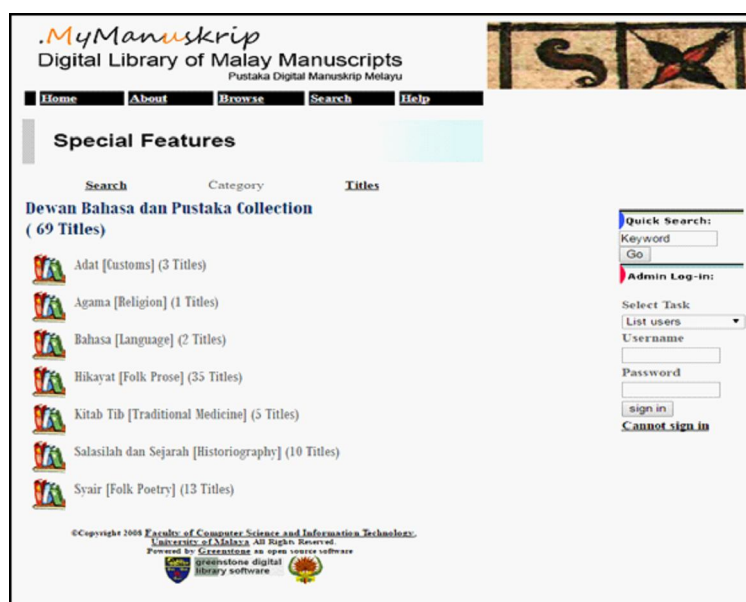 .MyManuskrip
Digital Library of Malay Manuscripts
Pustaka Digital Manuskrip Melayu
Home About Browse Search Help
Special Features
Search Category Titles
Dewan Bahasa dan Pustaka Collection
( 69 Titles)
Adat [Customs] (3 Titles)
Agama [Religion] (1 Titles)
Bahasa [Language] (2 Titles)
Hikayat [Folk Prose] (35 Titles)
Kitab Tib [Traditional Medicine] (5 Titles)
Salasilah dan Sejarah [Historiography] (10 Titles)
Syair [Folk Poetry] (13 Titles)
Quick Search:
Keyword
Go
Admin Log-in:
Select Task
List users
Username
Password
sign in
Cannot sign in
©Copyright 2008 Faculty of Computer Science and Information Technology,
University of Malaya All Rights Reserved.
Powered by Greenstone an open source software
greenstone digital
library software